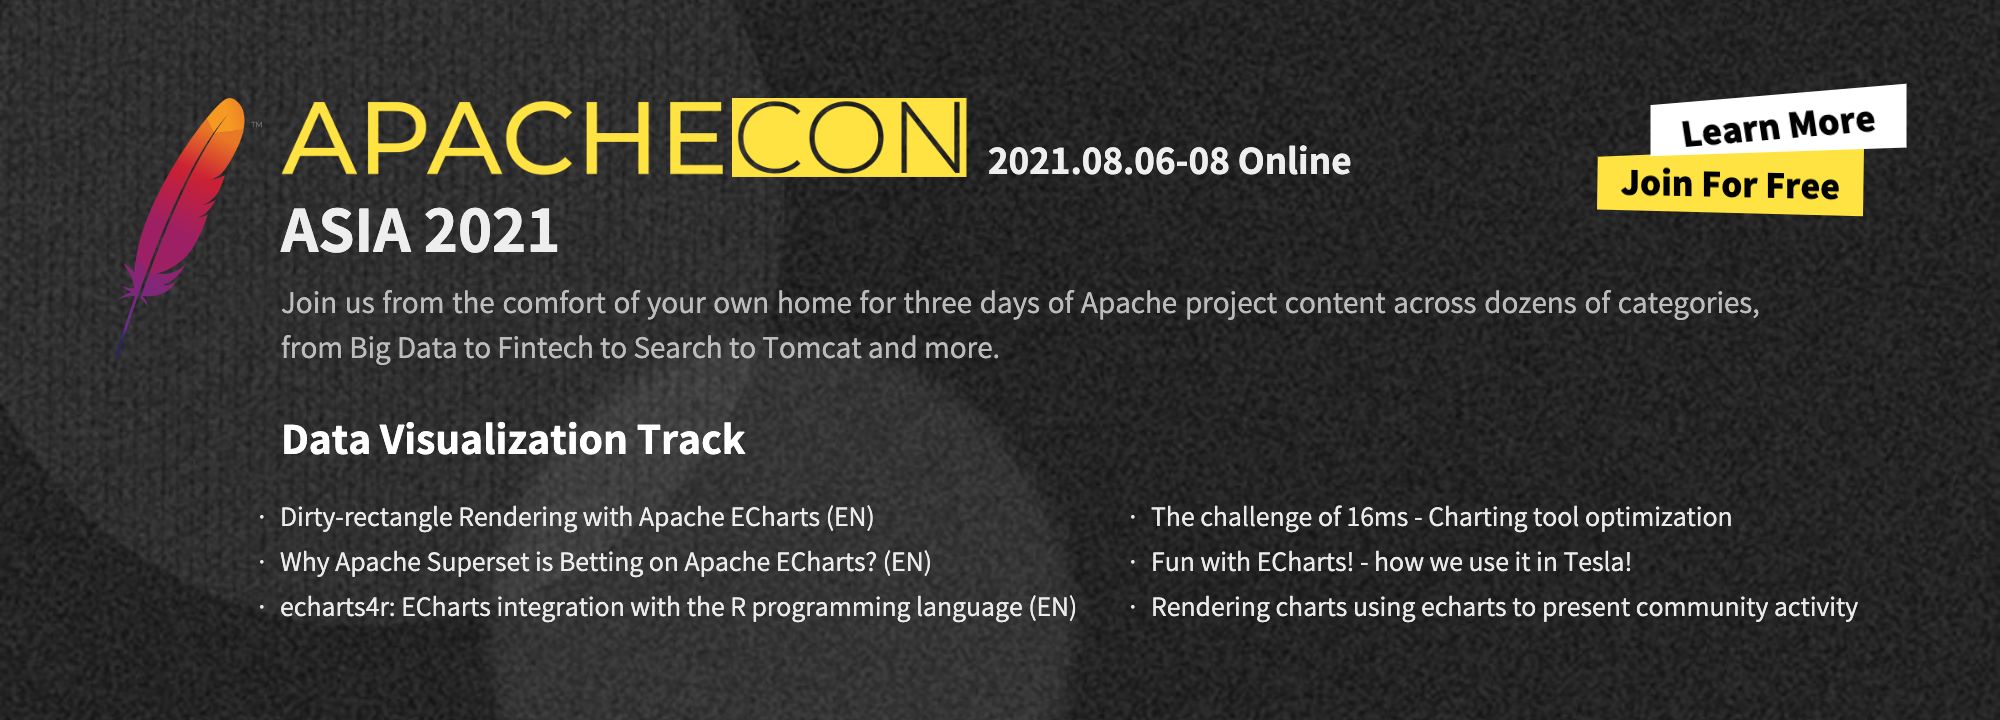 ™
APACHECON 2021.08.06-08 Online
ASIA 2021
Learn More
Join For Free
Join us from the comfort of your own home for three days of Apache project content across dozens of categories,
from Big Data to Fintech to Search to Tomcat and more.
Data Visualization Track
· Dirty-rectangle Rendering with Apache ECharts (EN)
· Why Apache Superset is Betting on Apache ECharts? (EN)
· echarts4r: ECharts integration with the R programming language (EN)
· The challenge of 16ms - Charting tool optimization
· Fun with ECharts! - how we use it in Tesla!
· Rendering charts using echarts to present community activity